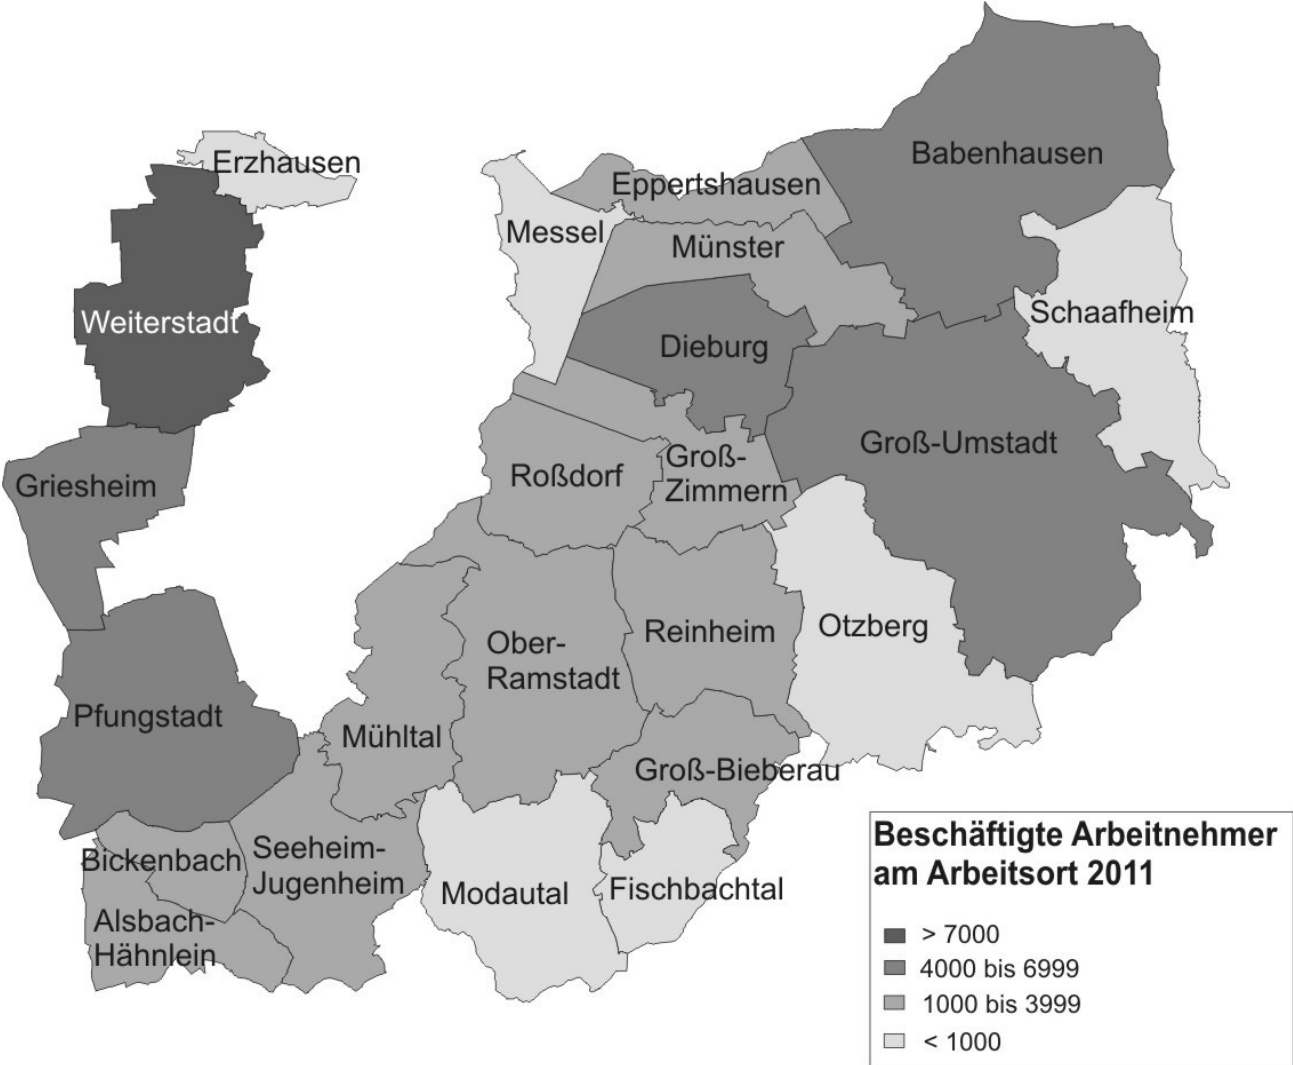 Babenhausen
Erzhausen
Eppertshausen
Messel
Münster
Schaafheim
Weiterstadt
Dieburg
Groß-Umstadt
Griesheim
Roßdorf
Groß-
Zimmern
Otzberg
Reinheim
Ober-
Ramstadt
Pfungstadt
Mühltal
Groß-Bieberau
Bickenbach
Seeheim-
Jugenheim
Modautal
Fischbachtal
Alsbach-
Hähnlein
Beschäftigte Arbeitnehmer
am Arbeitsort 2011
> 7000
4000 bis 6999
1000 bis 3999
< 1000